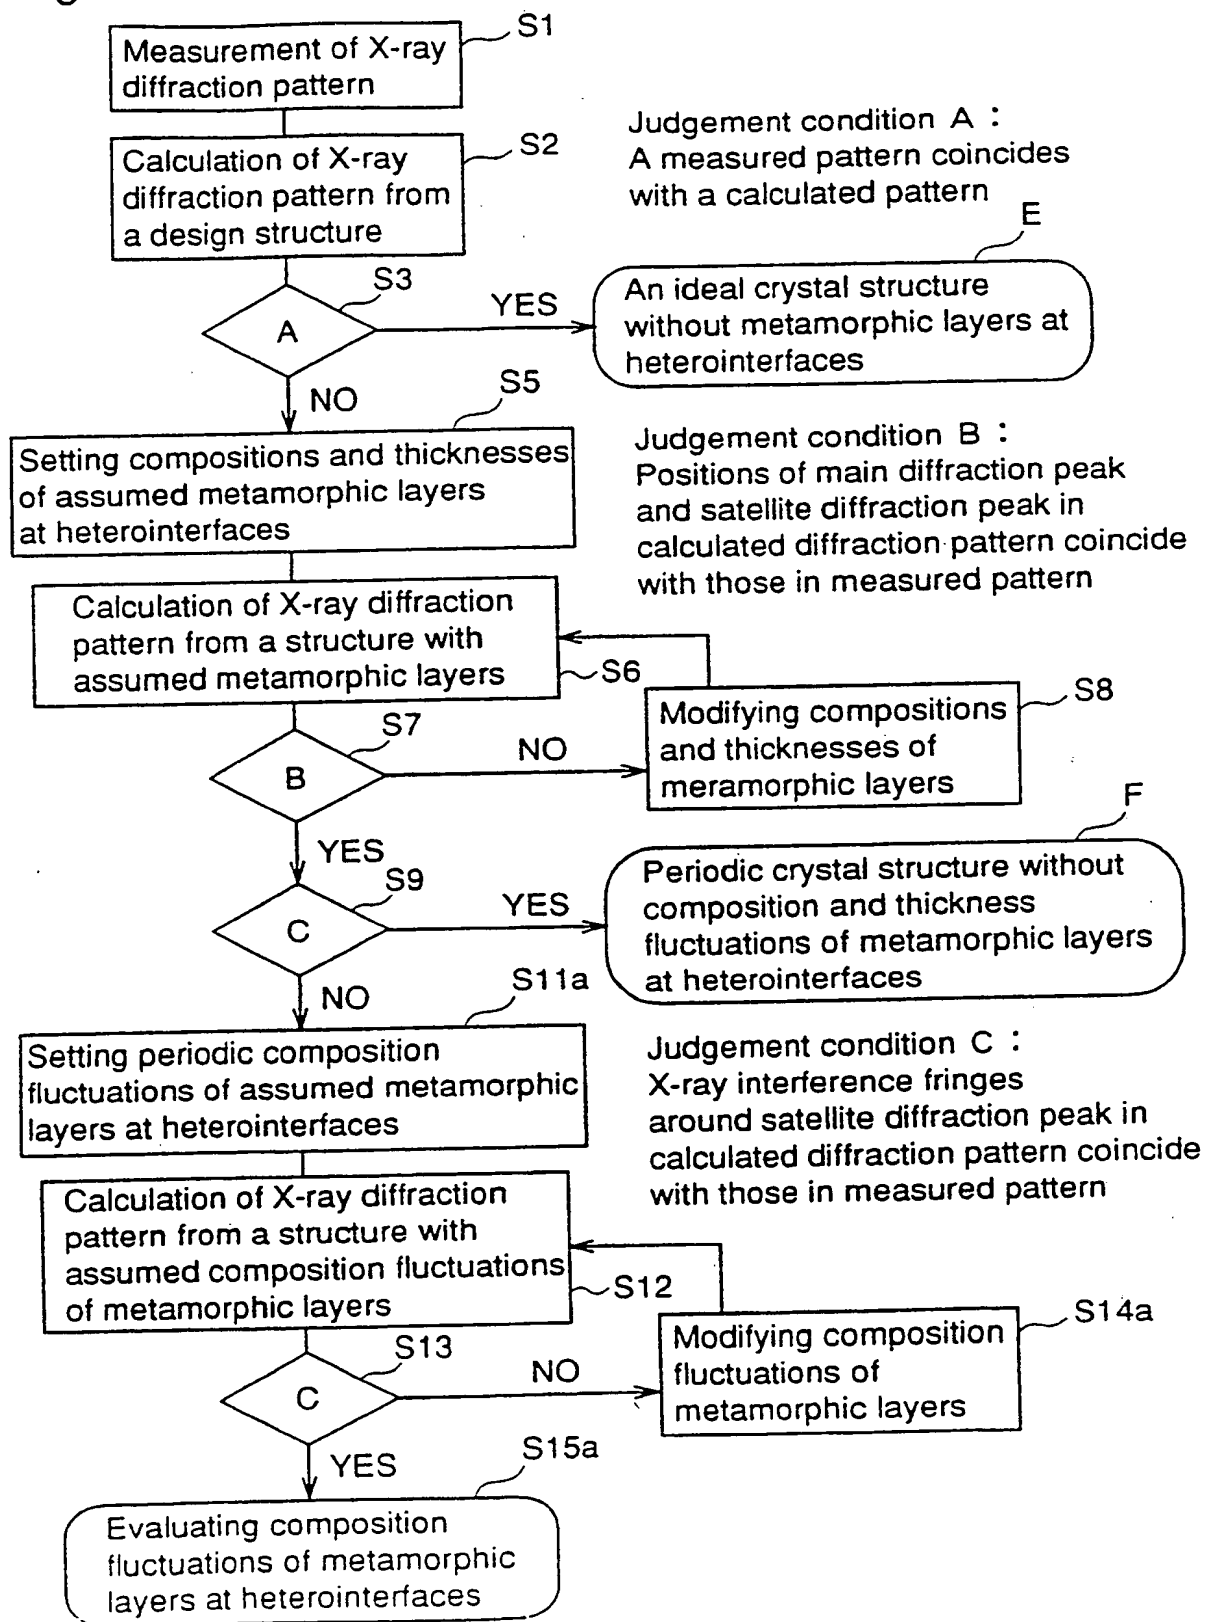 S1
Measurement of X-ray
diffraction pattern
S2
Calculation of X-ray
diffraction pattern from
a design structure
Judgement condition A :
A measured pattern coincides
with a calculated pattern
S3
A
YES
E
An ideal crystal structure
without metamorphic layers at
heterointerfaces
NO
S5
Setting compositions and thicknesses
of assumed metamorphic layers
at heterointerfaces
Judgement condition B :
Positions of main diffraction peak
and satellite diffraction peak in
calculated diffraction pattern coincide
with those in measured pattern
Calculation of X-ray diffraction
pattern from a structure with
assumed metamorphic layers
S6
S7
B
NO
S8
Modifying compositions
and thicknesses of
meramorphic layers
YES
S9
C
YES
F
Periodic crystal structure without
composition and thickness
fluctuations of metamorphic layers
at heterointerfaces
NO
S11a
Setting periodic composition
fluctuations of assumed metamorphic
layers at heterointerfaces
Judgement condition C :
X-ray interference fringes
around satellite diffraction peak in
calculated diffraction pattern coincide
with those in measured pattern
Calculation of X-ray diffraction
pattern from a structure with
assumed composition fluctuations
of metamorphic layers
S12
S13
C
NO
S14a
Modifying composition
fluctuations of
metamorphic layers
YES
S15a
Evaluating composition
fluctuations of metamorphic
layers at heterointerfaces